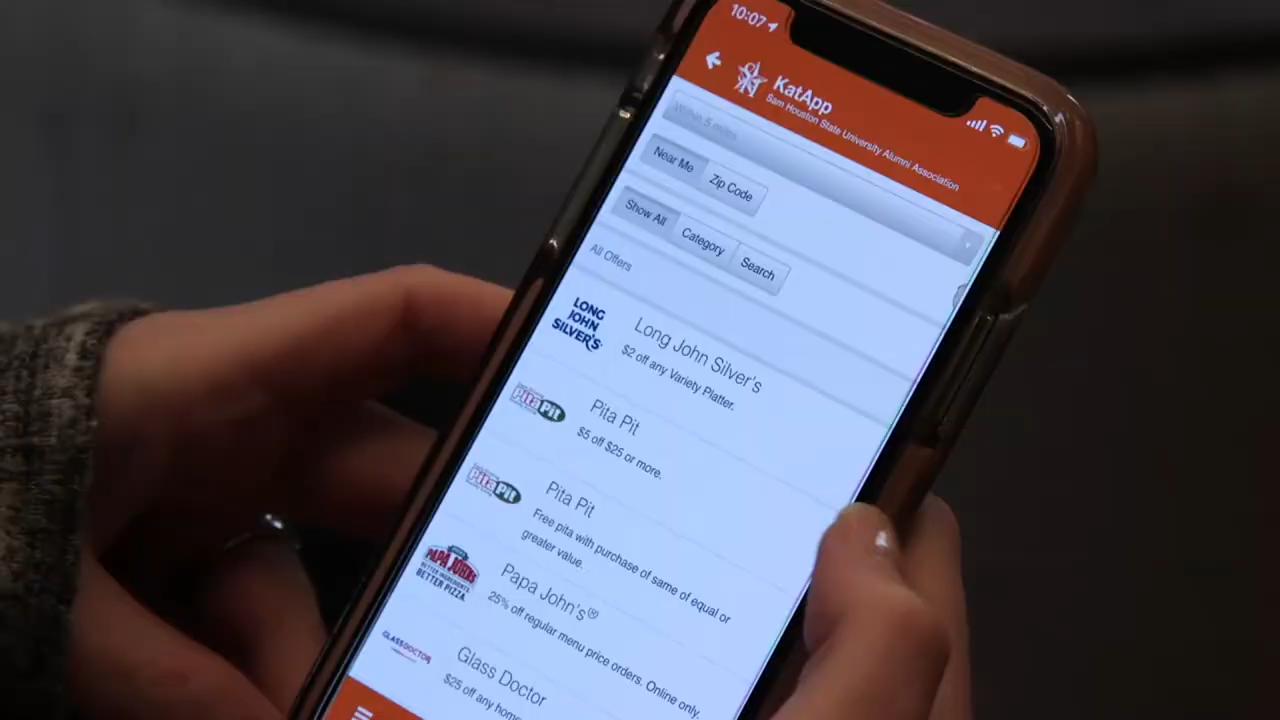 10:07
KatApp
Sam Houston State University Alumni Association
Within 5 miles
Near Me
Zip Code
Show All
Category
Search
All Offers
LONG
JOHN
SILVER'S
Long John Silver's
$2 off any Variety Platter.
Pita Pit
Pita Pit
$5 off $25 or more.
Pita Pit
Pita Pit
Free pita with purchase of same of equal or
greater value.
PAPA JOHNS
BETTER INGREDIENTS.
BETTER PIZZA.
Papa John's®
25% off regular menu price orders. Online only.
GLASS DOCTOR
Glass Doctor
$25 off any home